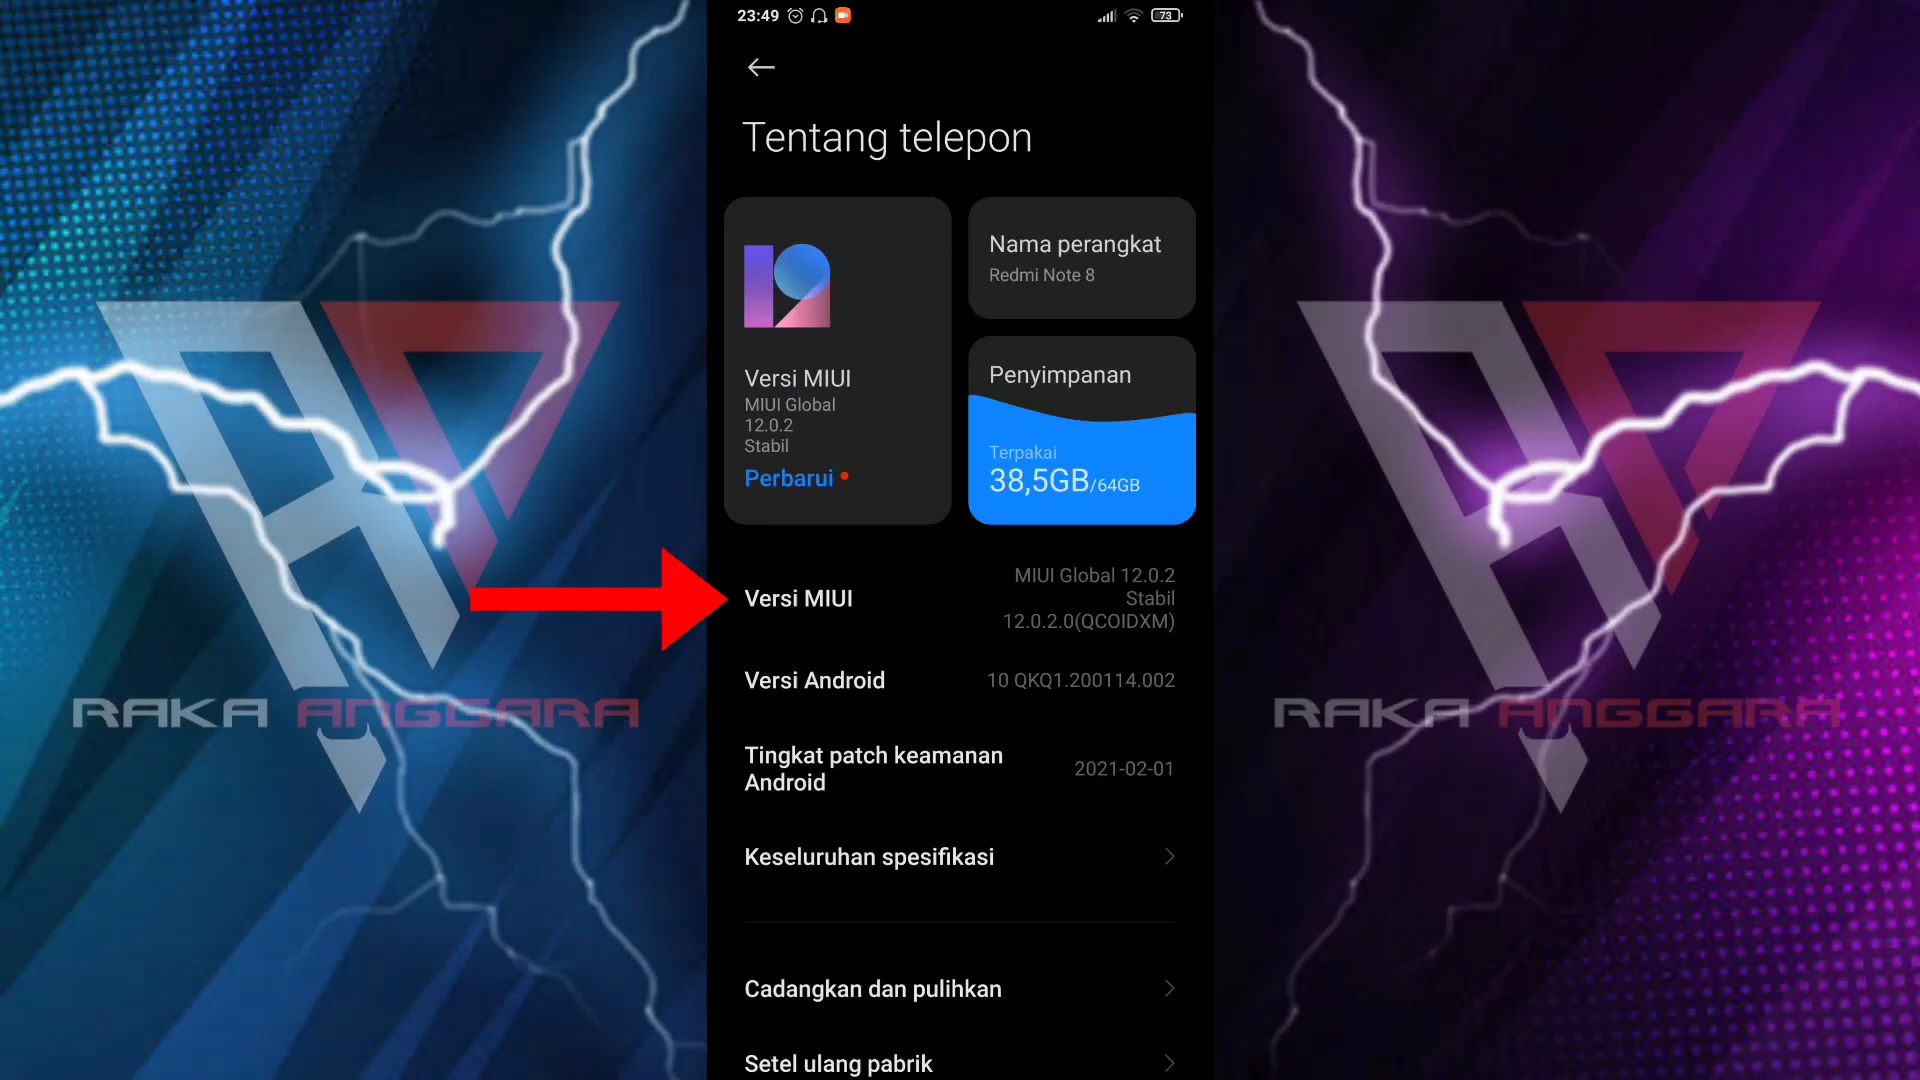 23:49
73
Tentang telepon
Versi MIUI
MIUI Global
12.0.2
Stabil
Perbarui
Nama perangkat
Redmi Note 8
Penyimpanan
Terpakai
38,5GB/64GB
Versi MIUI
MIUI Global 12.0.2
Stabil
12.0.2.0(QCOIDXM)
Versi Android
10 QKQ1.200114.002
Tingkat patch keamanan
Android
2021-02-01
Keseluruhan spesifikasi
Cadangkan dan pulihkan
Setel ulang pabrik
RAKA ANGGARA
RAKA ANGGARA